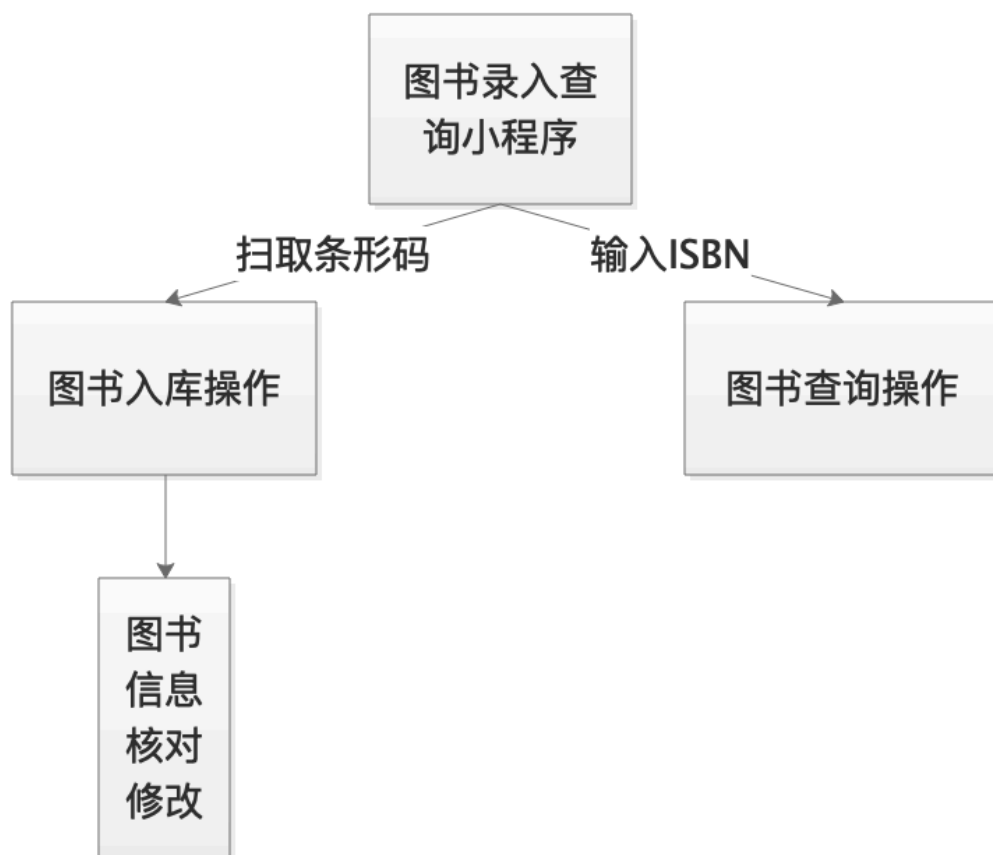 图书录入查
询小程序
扫取条形码
输入ISBN
图书入库操作
图书查询操作
图书
信息
核对
修改